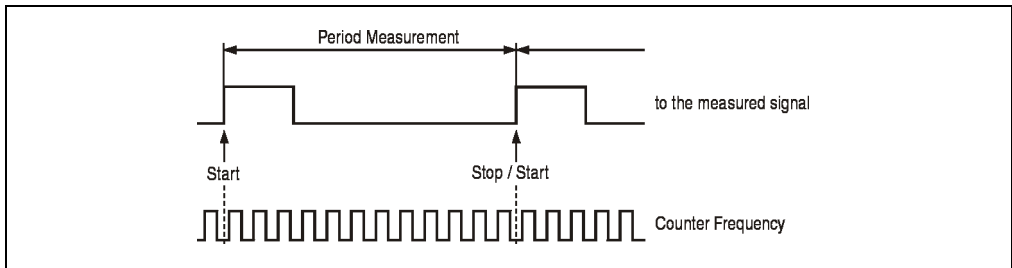 Period Measurement
to the measured signal
Start
Stop / Start
Counter Frequency